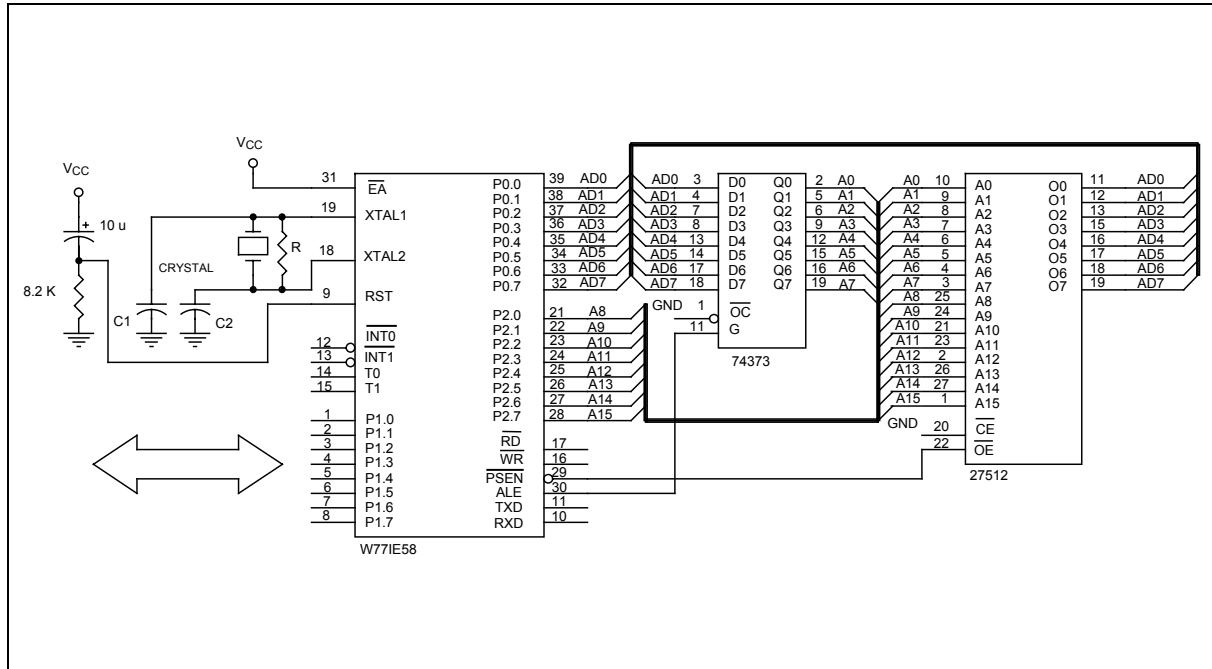 VCC
10 u
8.2 K
C1
C2
VCC
CRYSTAL
R
31 EA
19 XTAL1
18 XTAL2
9 RST
12 INT0
13 INT1
14 T0
15 T1
1 P1.0
2 P1.1
3 P1.2
4 P1.3
5 P1.4
6 P1.5
7 P1.6
8 P1.7
P0.0 39 AD0
P0.1 38 AD1
P0.2 37 AD2
P0.3 36 AD3
P0.4 35 AD4
P0.5 34 AD5
P0.6 33 AD6
P0.7 32 AD7
P2.0 21 A8
P2.1 22 A9
P2.2 23 A10
P2.3 24 A11
P2.4 25 A12
P2.5 26 A13
P2.6 27 A14
P2.7 28 A15
RD 17
WR 16
PSEN 29
ALE 30
TXD 11
RXD 10
W77IE58
AD0 3 D0 Q0 2 A0
AD1 4 D1 Q1 5 A1
AD2 7 D2 Q2 6 A2
AD3 8 D3 Q3 9 A3
AD4 13 D4 Q4 12 A4
AD5 14 D5 Q5 15 A5
AD6 17 D6 Q6 16 A6
AD7 18 D7 Q7 19 A7
GND 1 OC
11 G
74373
A0 10 A0 O0 11 AD0
A1 9 A1 O1 12 AD1
A2 8 A2 O2 13 AD2
A3 7 A3 O3 15 AD3
A4 6 A4 O4 16 AD4
A5 5 A5 O5 17 AD5
A6 4 A6 O6 18 AD6
A7 3 A7 O7 19 AD7
A8 25 A8
A9 24 A9
A10 21 A10
A11 23 A11
A12 2 A12
A13 26 A13
A14 27 A14
A15 1 A15
GND 20 CE
22 OE
27512